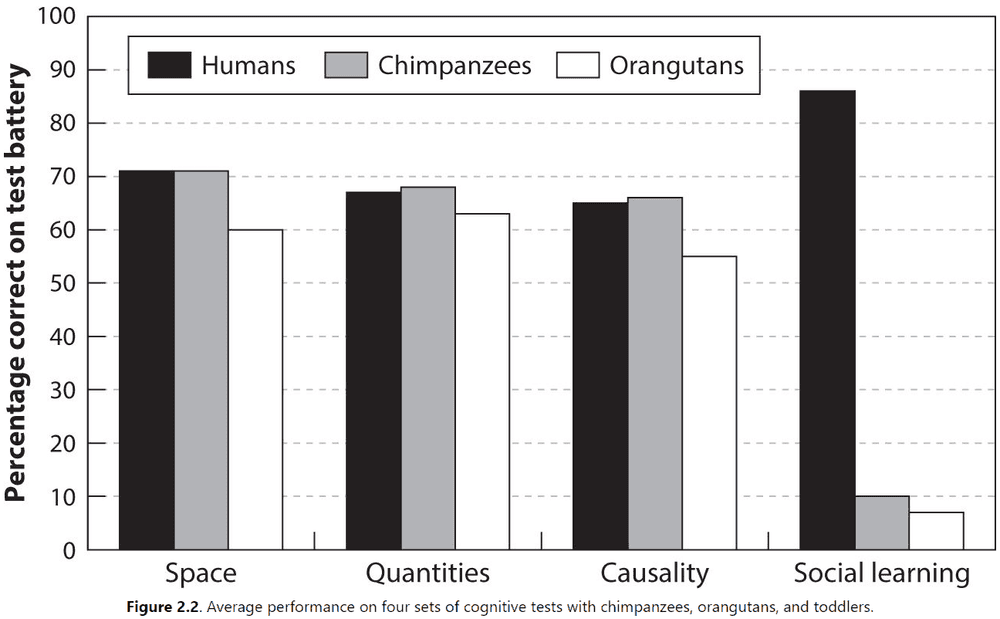 Percentage correct on test battery
100
90
80
70
60
50
40
30
20
10
0
Humans Chimpanzees Orangutans
Space Quantities Causality Social learning
Figure 2.2. Average performance on four sets of cognitive tests with chimpanzees, orangutans, and toddlers.